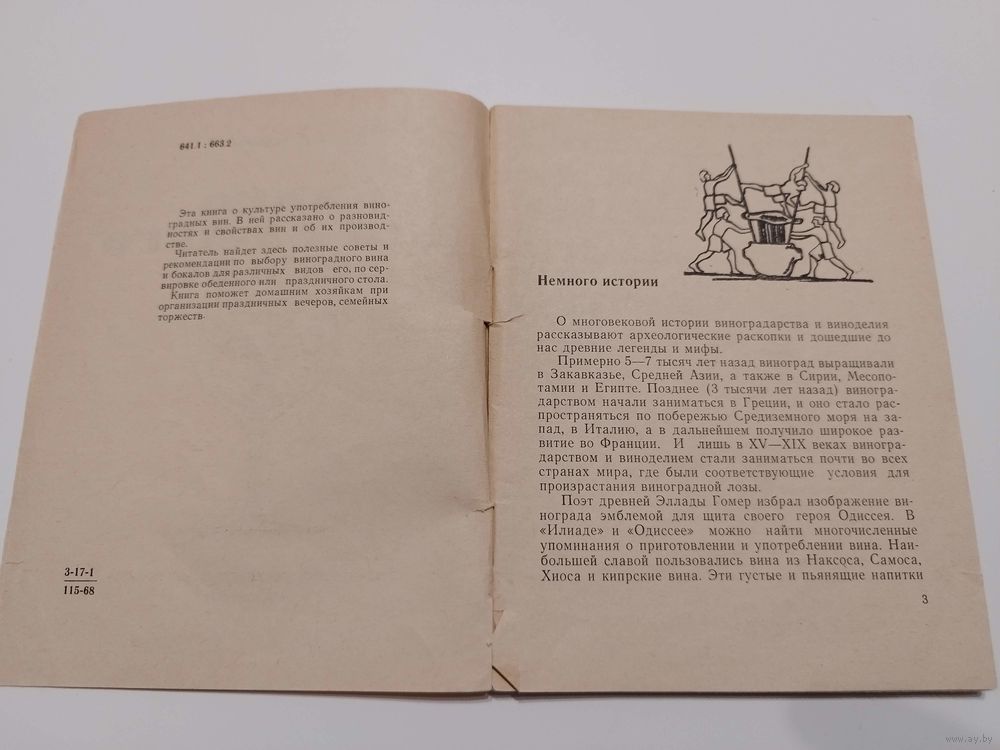 641.1 : 663.2
Эта книга о культуре употребления вино-
градных вин. В ней рассказано о разновид-
ностях и свойствах вин и об их производ-
стве.
Читатель найдет здесь полезные советы и
рекомендации по выбору виноградного вина
и бокалов для различных видов его, по сер-
вировке обеденного или праздничного стола.
Книга поможет домашним хозяйкам при
организации праздничных вечеров, семейных
торжеств.
3-17-1
115-68
Немного истории
О многовековой истории виноградарства и виноделия
рассказывают археологические раскопки и дошедшие до
нас древние легенды и мифы.
Примерно 5—7 тысяч лет назад виноград выращивали
в Закавказье, Средней Азии, а также в Сирии, Месопо-
тамии и Египте. Позднее (3 тысячи лет назад) виногра-
дарством начали заниматься в Греции, и оно стало рас-
пространяться по побережью Средиземного моря на за-
пад, в Италию, а в дальнейшем получило широкое раз-
витие во Франции. И лишь в XV—XIX веках виногра-
дарством и виноделием стали заниматься почти во всех
странах мира, где были соответствующие условия для
произрастания виноградной лозы.
Поэт древней Эллады Гомер избрал изображение ви-
нограда эмблемой для щита своего героя Одиссея. В
«Илиаде» и «Одиссее» можно найти многочисленные
упоминания о приготовлении и употреблении вина. Наи-
большей славой пользовались вина из Наксоса, Самоса,
Хиоса и кипрские вина. Эти густые и пьянящие напитки
3
www.ay.by